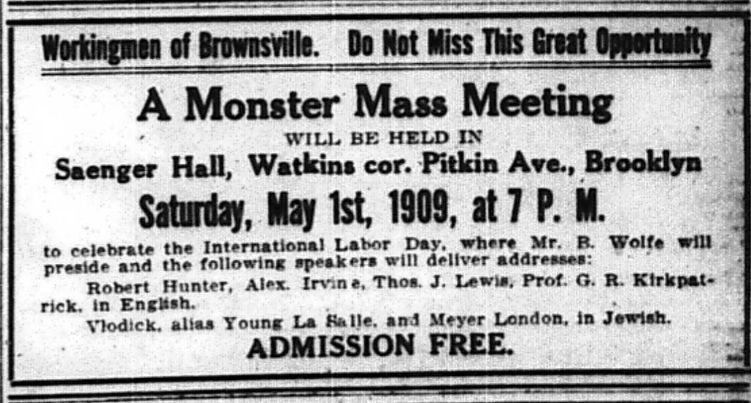 Workingmen of Brownsville. Do Not Miss This Great Opportunity
A Monster Mass Meeting
WILL BE HELD IN
Saenger Hall, Watkins cor. Pitkin Ave., Brooklyn
Saturday, May 1st, 1909, at 7 P. M.
to celebrate the International Labor Day, where Mr. B. Wolfe will
preside and the following speakers will deliver addresses:
Robert Hunter, Alex. Irvine, Thos. J. Lewis, Prof. G. R. Kirkpat-
rick, in English.
Vlodick, alias Young La Salle, and Meyer London, in Jewish.
ADMISSION FREE.